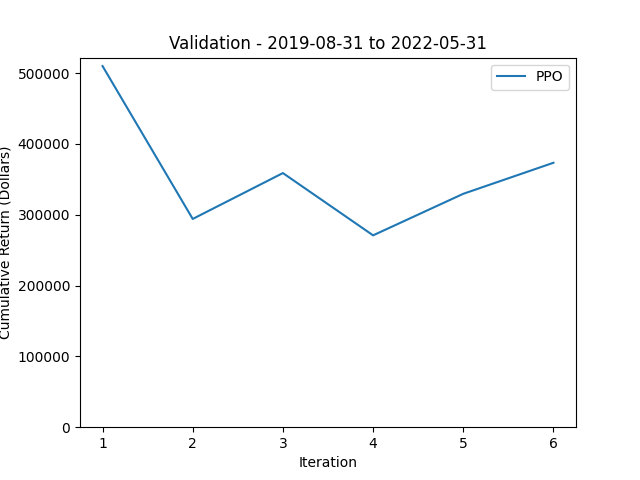 Validation - 2019-08-31 to 2022-05-31
PPO
500000
400000
300000
200000
100000
0
Cumulative Return (Dollars)
1 2 3 4 5 6
Iteration